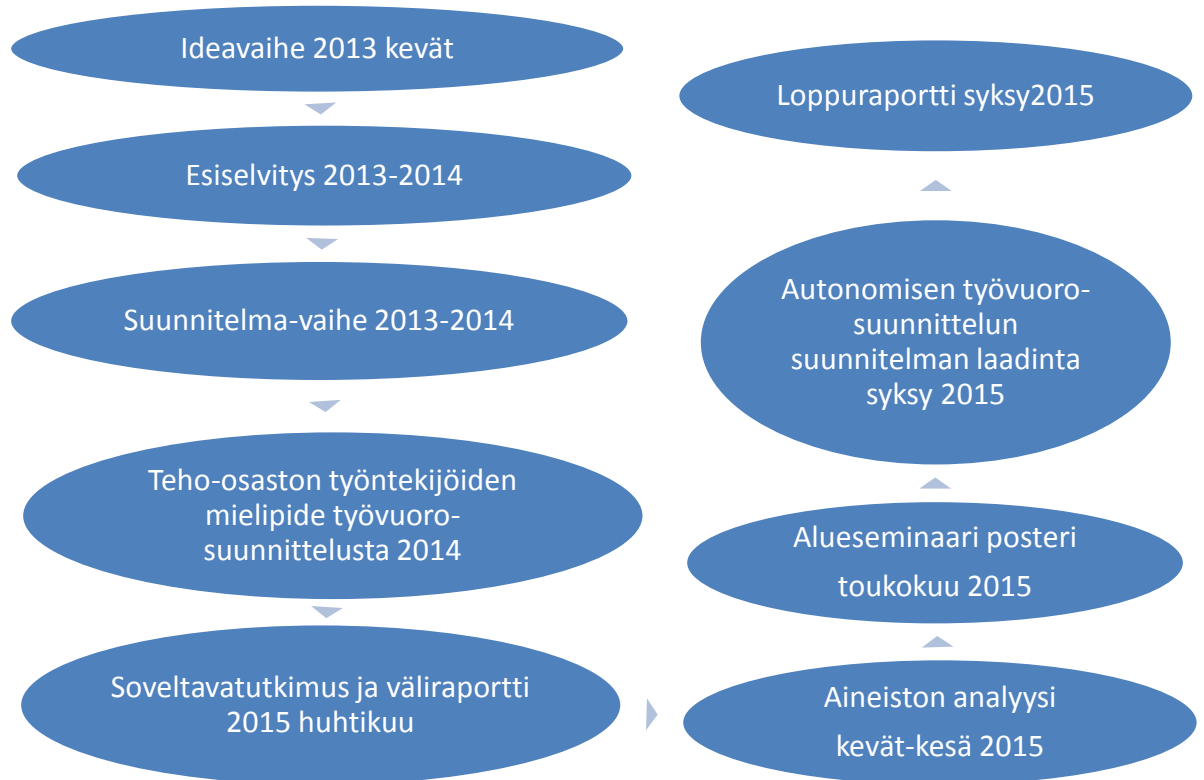 Ideavaihe 2013 kevät
Esiselvitys 2013-2014
Suunnitelma-vaihe 2013-2014
Teho-osaston työntekijöiden
mielipide työvuoro-
suunnittelusta 2014
Soveltavatutkimus ja väliraportti
2015 huhtikuu
Aineiston analyysi
kevät-kesä 2015
Alueseminaari posteri
toukokuu 2015
Autonomisen työvuoro-
suunnittelun
suunnitelman laadinta
syksy 2015
Loppuraportti syksy2015